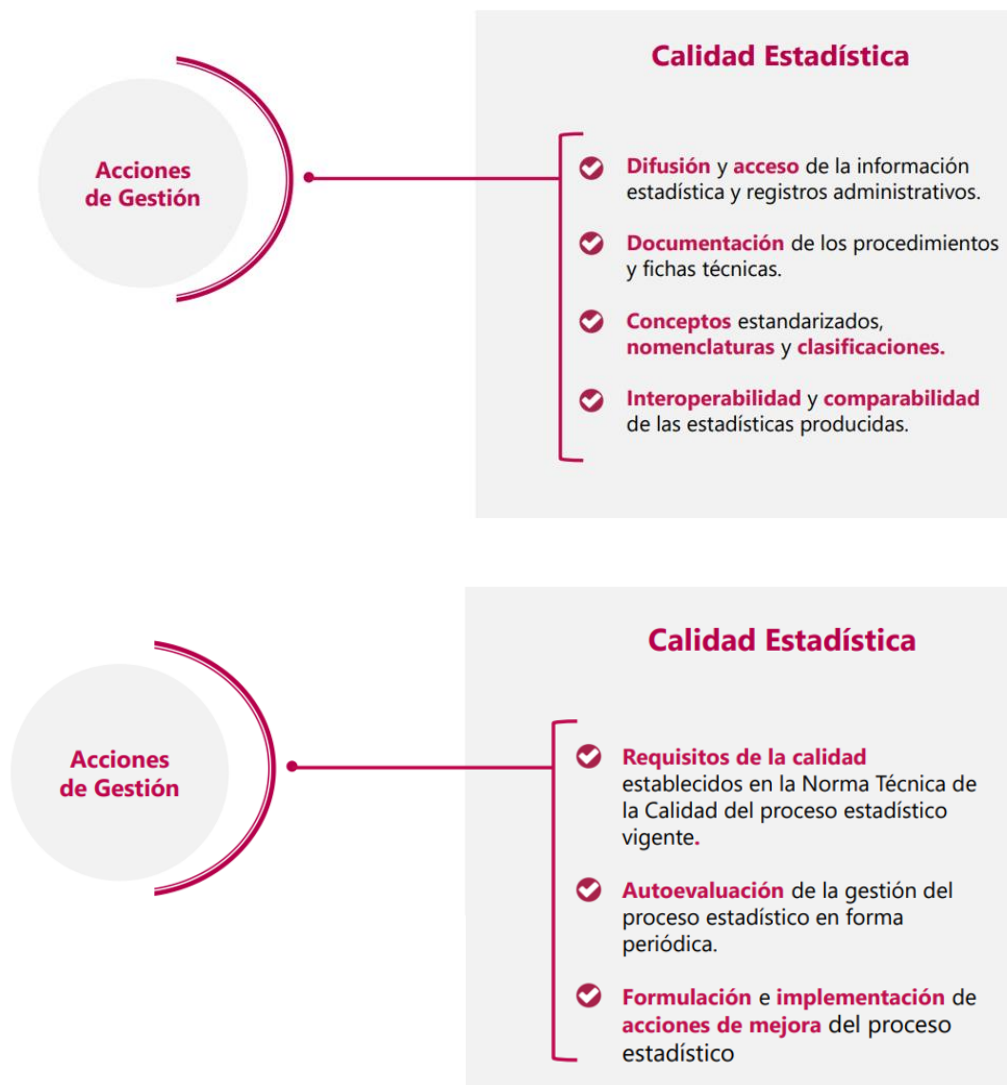 Calidad Estadística
Acciones
de Gestión
Difusión y acceso de la información
estadística y registros administrativos.
Documentación de los procedimientos
y fichas técnicas.
Conceptos estandarizados,
nomenclaturas y clasificaciones.
Interoperabilidad y comparabilidad
de las estadísticas producidas.
Calidad Estadística
Acciones
de Gestión
Requisitos de la calidad
establecidos en la Norma Técnica de
la Calidad del proceso estadístico
vigente.
Autoevaluación de la gestión del
proceso estadístico en forma
periódica.
Formulación e implementación de
acciones de mejora del proceso
estadístico